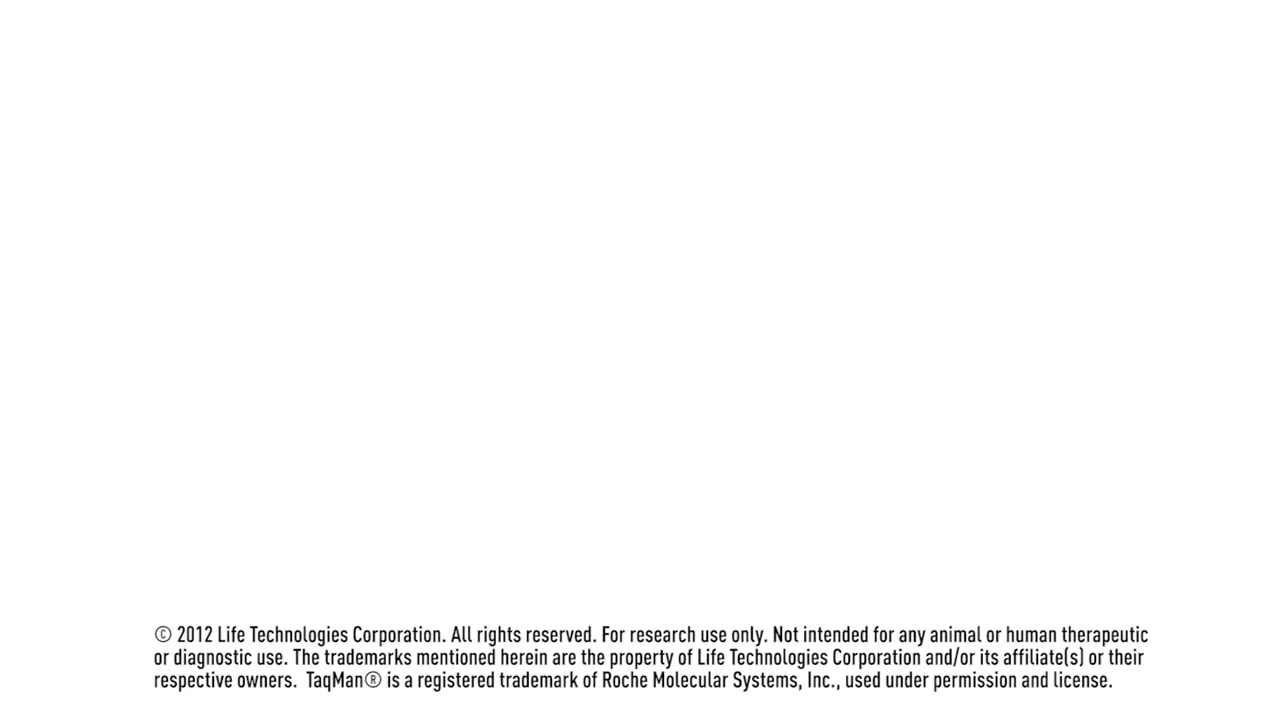 © 2012 Life Technologies Corporation. All rights reserved. For research use only. Not intended for any animal or human therapeutic
or diagnostic use. The trademarks mentioned herein are the property of Life Technologies Corporation and/or its affiliate(s) or their
respective owners.  TaqMan® is a registered trademark of Roche Molecular Systems, Inc., used under permission and license.